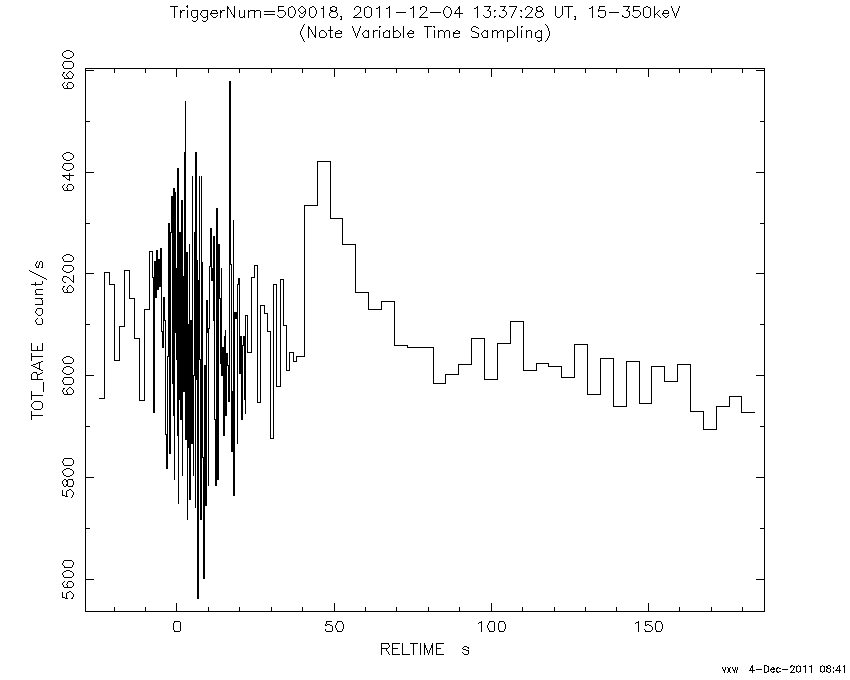 TriggerNum=509018, 2011-12-04 13:37:28 UT, 15-350keV
(Note Variable Time Sampling)
6600
6400
6200
6000
5800
5600
TOT_RATE count/s
0 50 100 150
RELTIME s
vxw 4-Dec-2011 08:41